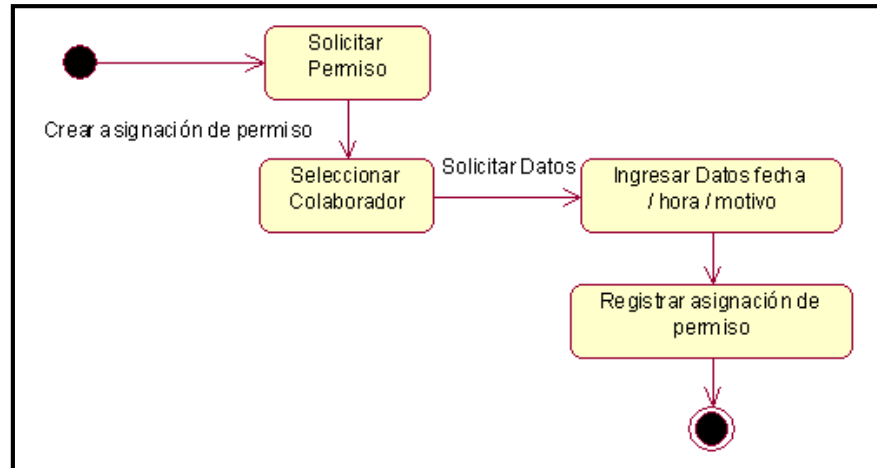 Solicitar
Permiso
Crear asignación de permiso
Seleccionar
Colaborador
Solicitar Datos
Ingresar Datos fecha
/ hora / motivo
Registrar asignación de
permiso